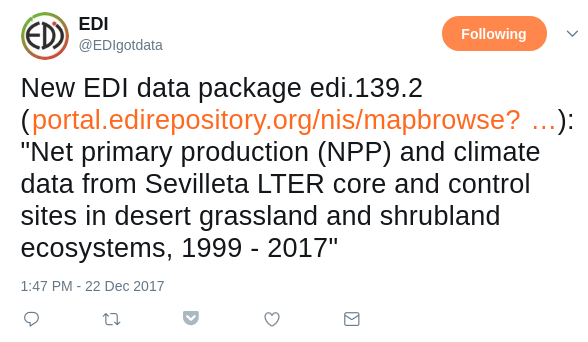 EDI
EDI
@EDIgotdata
Following
New EDI data package edi.139.2
(portal.edirepository.org/nis/mapbrowse? …):
"Net primary production (NPP) and climate
data from Sevilleta LTER core and control
sites in desert grassland and shrubland
ecosystems, 1999 - 2017"
1:47 PM - 22 Dec 2017